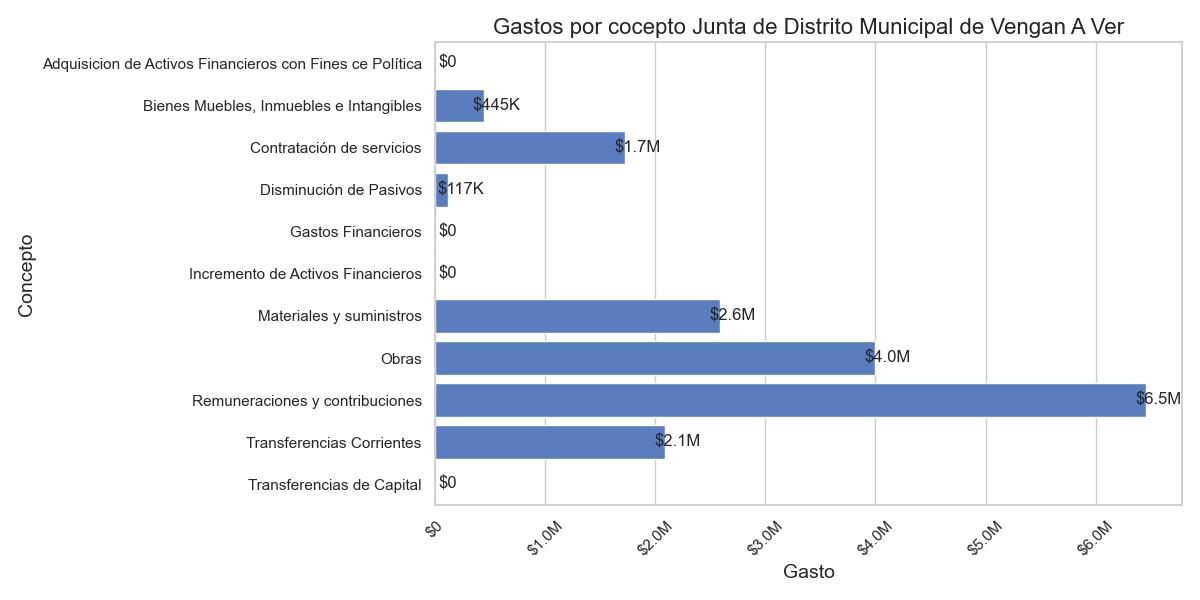 Gastos por cocepto Junta de Distrito Municipal de Vengan A Ver
Concepto
Adquisicion de Activos Financieros con Fines ce Política $0
Bienes Muebles, Inmuebles e Intangibles $445K
Contratación de servicios $1.7M
Disminución de Pasivos $117K
Gastos Financieros $0
Incremento de Activos Financieros $0
Materiales y suministros $2.6M
Obras $4.0M
Remuneraciones y contribuciones $6.5M
Transferencias Corrientes $2.1M
Transferencias de Capital $0
$0 $1.0M $2.0M $3.0M $4.0M $5.0M $6.0M
Gasto